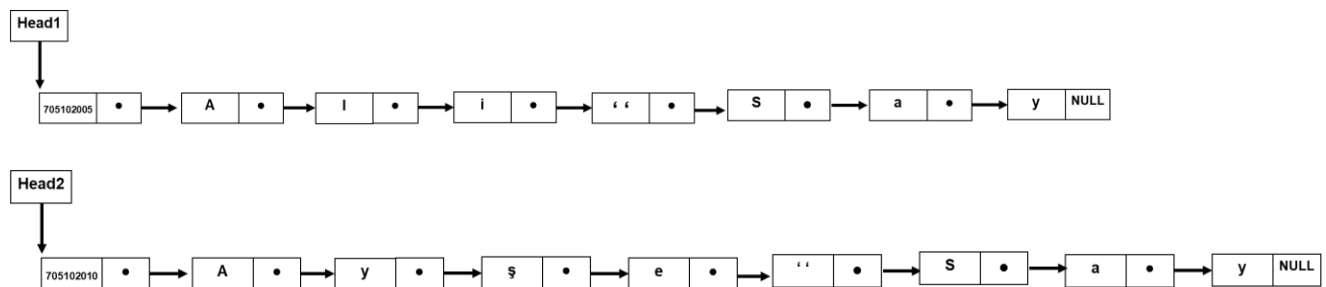 Head1
705102005 • A • l • i • ‘ ‘ • S • a • y NULL
Head2
705102010 • A • y • ş • e • ‘ ‘ • S • a • y NULL